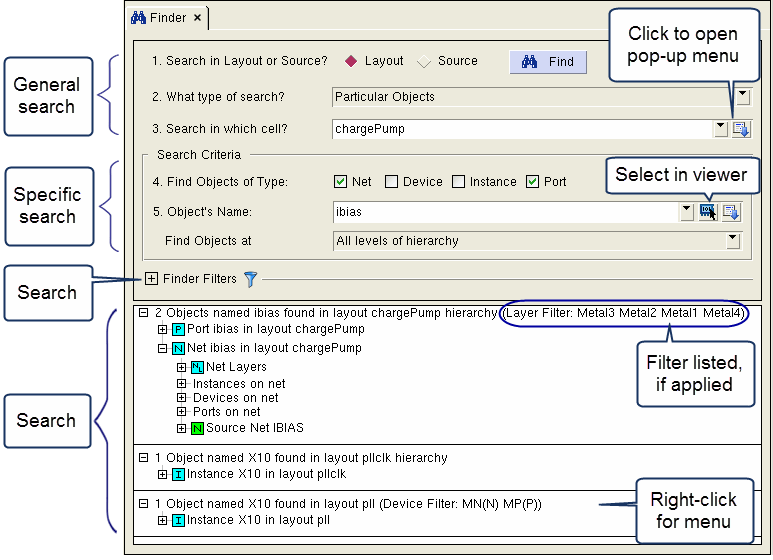 Finder
Click to open
pop-up menu
General
search
1. Search in Layout or Source?
Layout
Source
Find
2. What type of search?
Particular Objects
3. Search in which cell?
chargePump
Search Criteria
Specific
search
4. Find Objects of Type:
Net
Device
Instance
Port
Select in viewer
5. Object's Name:
ibias
Find Objects at
All levels of hierarchy
Search
Finder Filters
2 Objects named ibias found in layout chargePump hierarchy (Layer Filter: Metal3 Metal2 Metal1 Metal4)
P Port ibias in layout chargePump
N Net ibias in layout chargePump
NL Net Layers
Instances on net
Devices on net
Ports on net
N Source Net IBIAS
Filter listed,
if applied
Search
1 Object named X10 found in layout pllclk hierarchy
I Instance X10 in layout pllclk
1 Object named X10 found in layout pll (Device Filter: MN(N) MP(P))
I Instance X10 in layout pll
Right-click
for menu